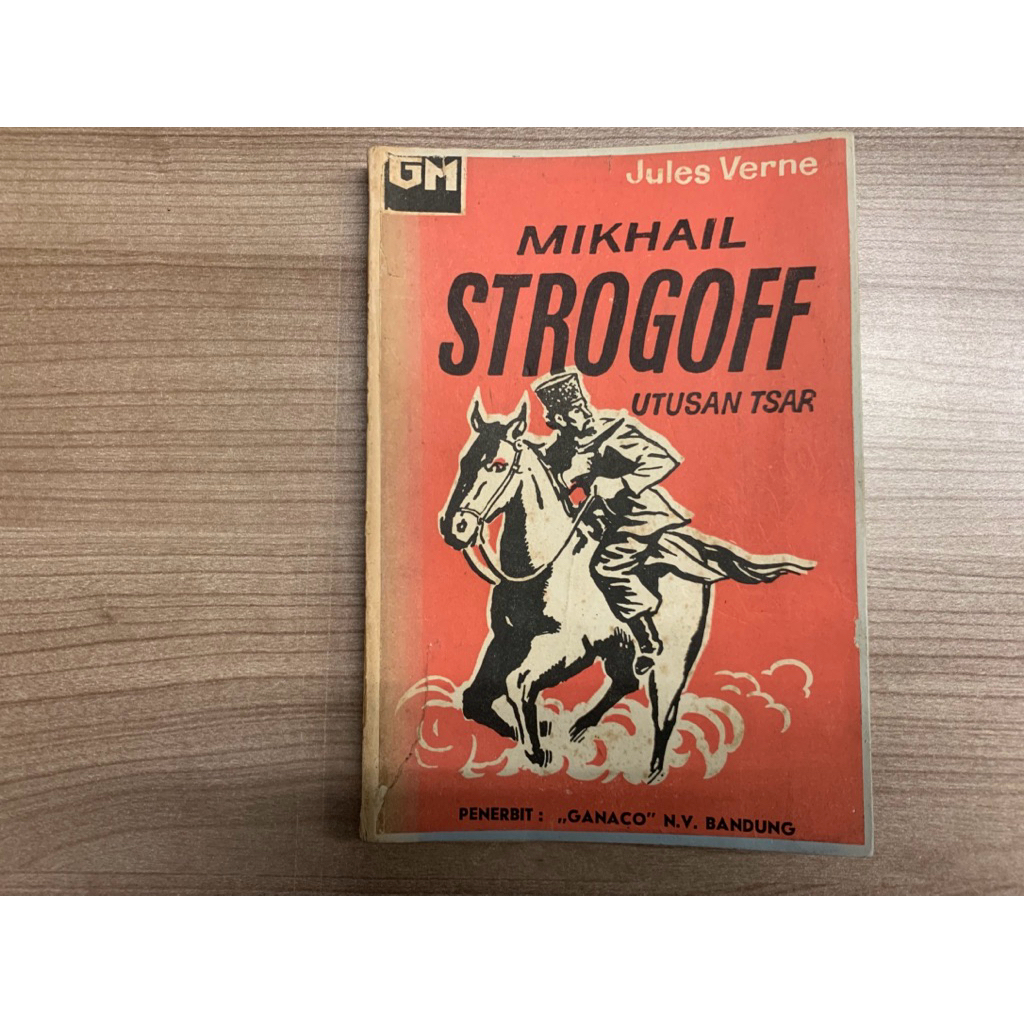 GM
Jules Verne
MIKHAIL
STROGOFF
UTUSAN TSAR
PENERBIT : „GANACO” N.V. BANDUNG